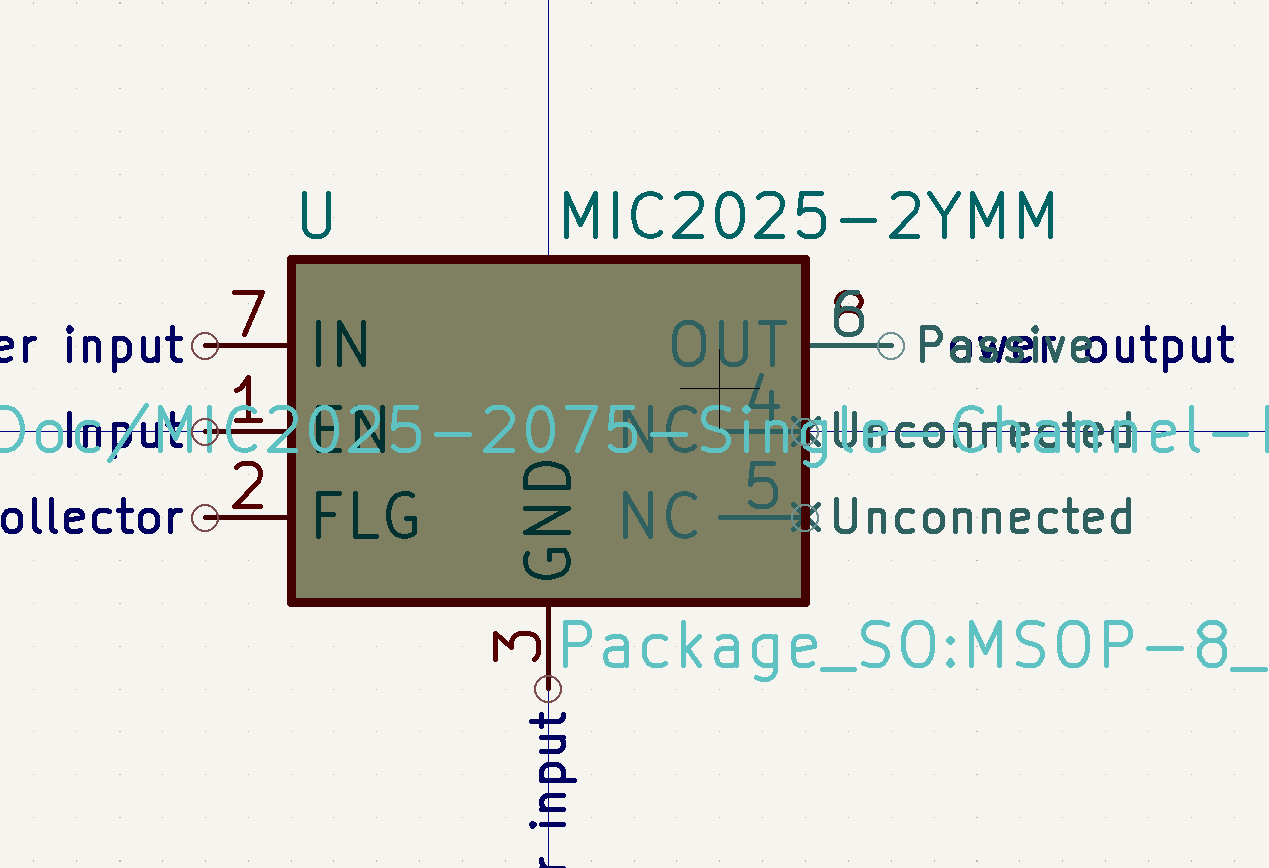 U MIC2025-2YMM
7 6 8
er input IN OUT Passive output
1 4
Doc/MIC2025-2075-Single-Channel-
Input EN NC Unconnected
2 5
ollector FLG NC Unconnected
GND
3 Package_SO:MSOP-8_
r input